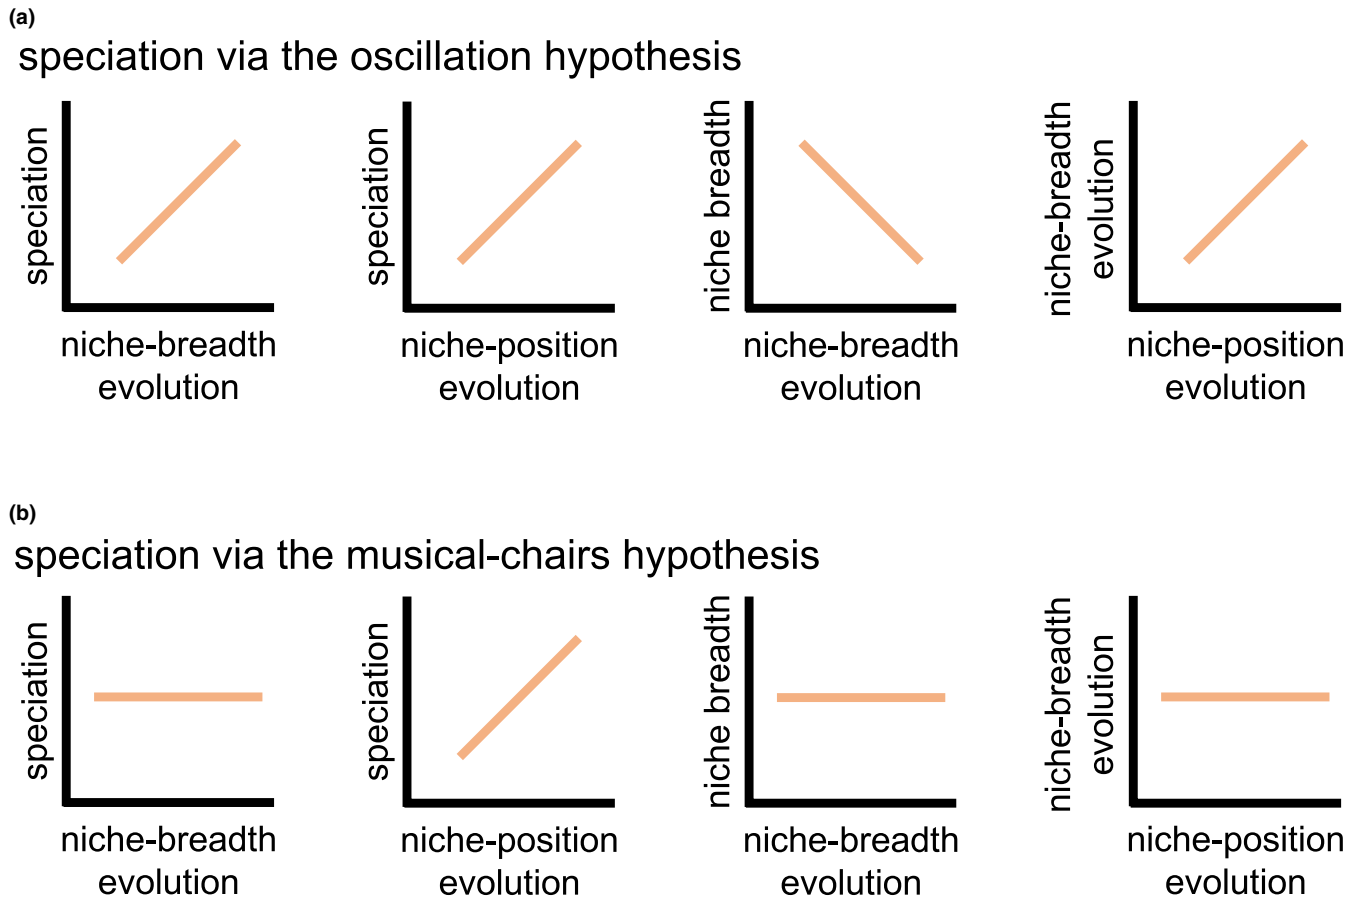 (a)
speciation via the oscillation hypothesis
speciation
niche-breadth
evolution
speciation
niche-position
evolution
niche breadth
niche-breadth
evolution
niche-breadth
evolution
niche-position
evolution
(b)
speciation via the musical-chairs hypothesis
speciation
niche-breadth
evolution
speciation
niche-position
evolution
niche breadth
niche-breadth
evolution
niche-breadth
evolution
niche-position
evolution